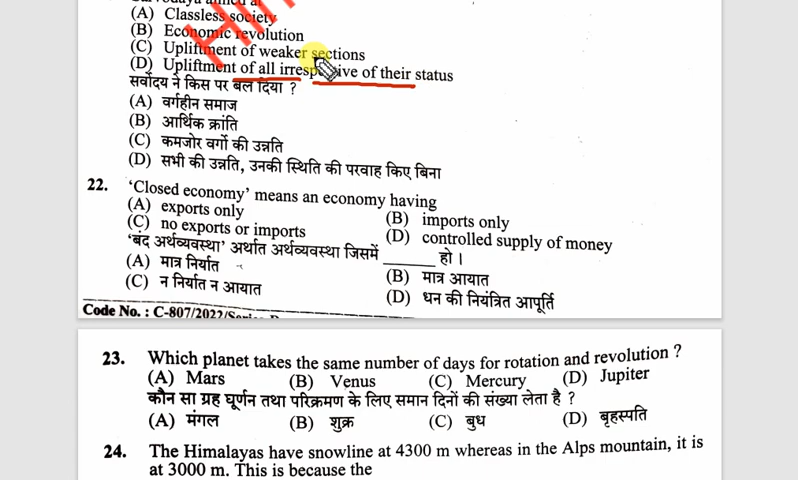 (A) Classless society
(B) Economic revolution
(C) Upliftment of weaker sections
(D) Upliftment of all irrespective of their status
सर्वोदय ने किस पर बल दिया ?
(A) वर्गहीन समाज
(B) आर्थिक क्रांति
(C) कमजोर वर्गों की उन्नति
(D) सभी की उन्नति, उनकी स्थिति की परवाह किए बिना
22. 'Closed economy' means an economy having
(A) exports only (B) imports only
(C) no exports or imports (D) controlled supply of money
'बंद अर्थव्यवस्था' अर्थात अर्थव्यवस्था जिसमें ______ हो ।
(A) मात्र निर्यात (B) मात्र आयात
(C) न निर्यात न आयात (D) धन की नियंत्रित आपूर्ति
Code No. : C-807/2022/
23. Which planet takes the same number of days for rotation and revolution ?
(A) Mars (B) Venus (C) Mercury (D) Jupiter
कौन सा ग्रह घूर्णन तथा परिक्रमण के लिए समान दिनों की संख्या लेता है ?
(A) मंगल (B) शुक्र (C) बुध (D) बृहस्पति
24. The Himalayas have snowline at 4300 m whereas in the Alps mountain, it is
at 3000 m. This is because the